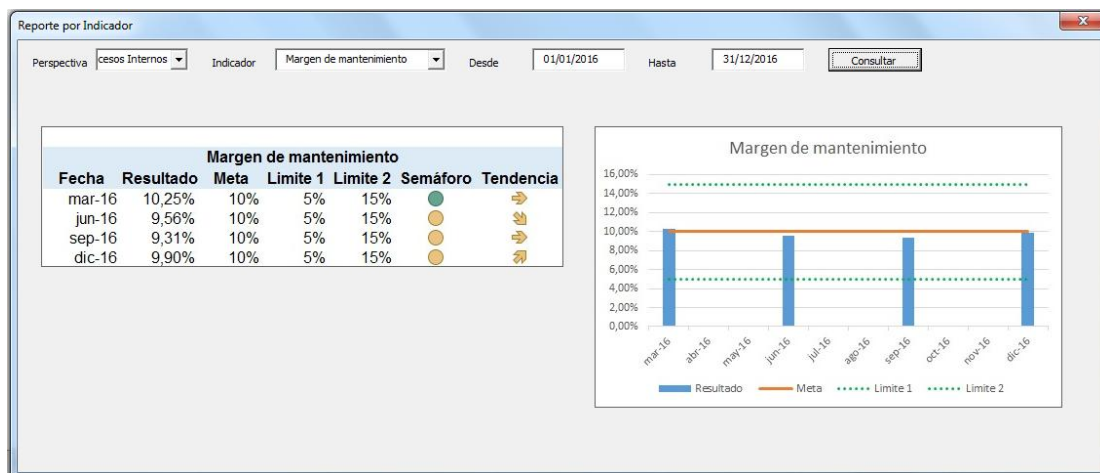 Reporte por Indicador
Perspectiva cesos Internos Indicador Margen de mantenimiento Desde 01/01/2016 Hasta 31/12/2016 Consultar
Margen de mantenimiento
Fecha Resultado Meta Limite 1 Limite 2 Semáforo Tendencia
mar-16 10,25% 10% 5% 15%
jun-16 9,56% 10% 5% 15%
sep-16 9,31% 10% 5% 15%
dic-16 9,90% 10% 5% 15%
Margen de mantenimiento
16,00%
14,00%
12,00%
10,00%
8,00%
6,00%
4,00%
2,00%
0,00%
mar-16 abr-16 may-16 jun-16 jul-16 ago-16 sep-16 oct-16 nov-16 dic-16
Resultado Meta Limite 1 Limite 2